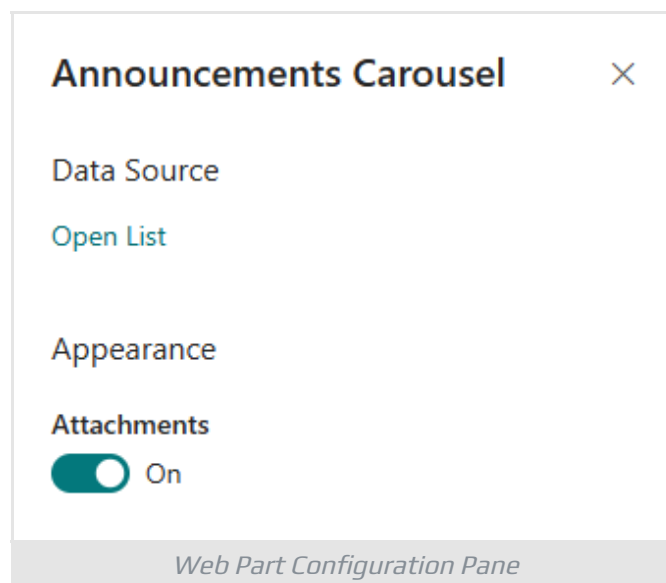 Announcements Carousel
Data Source
Open List
Appearance
Attachments
On
Web Part Configuration Pane